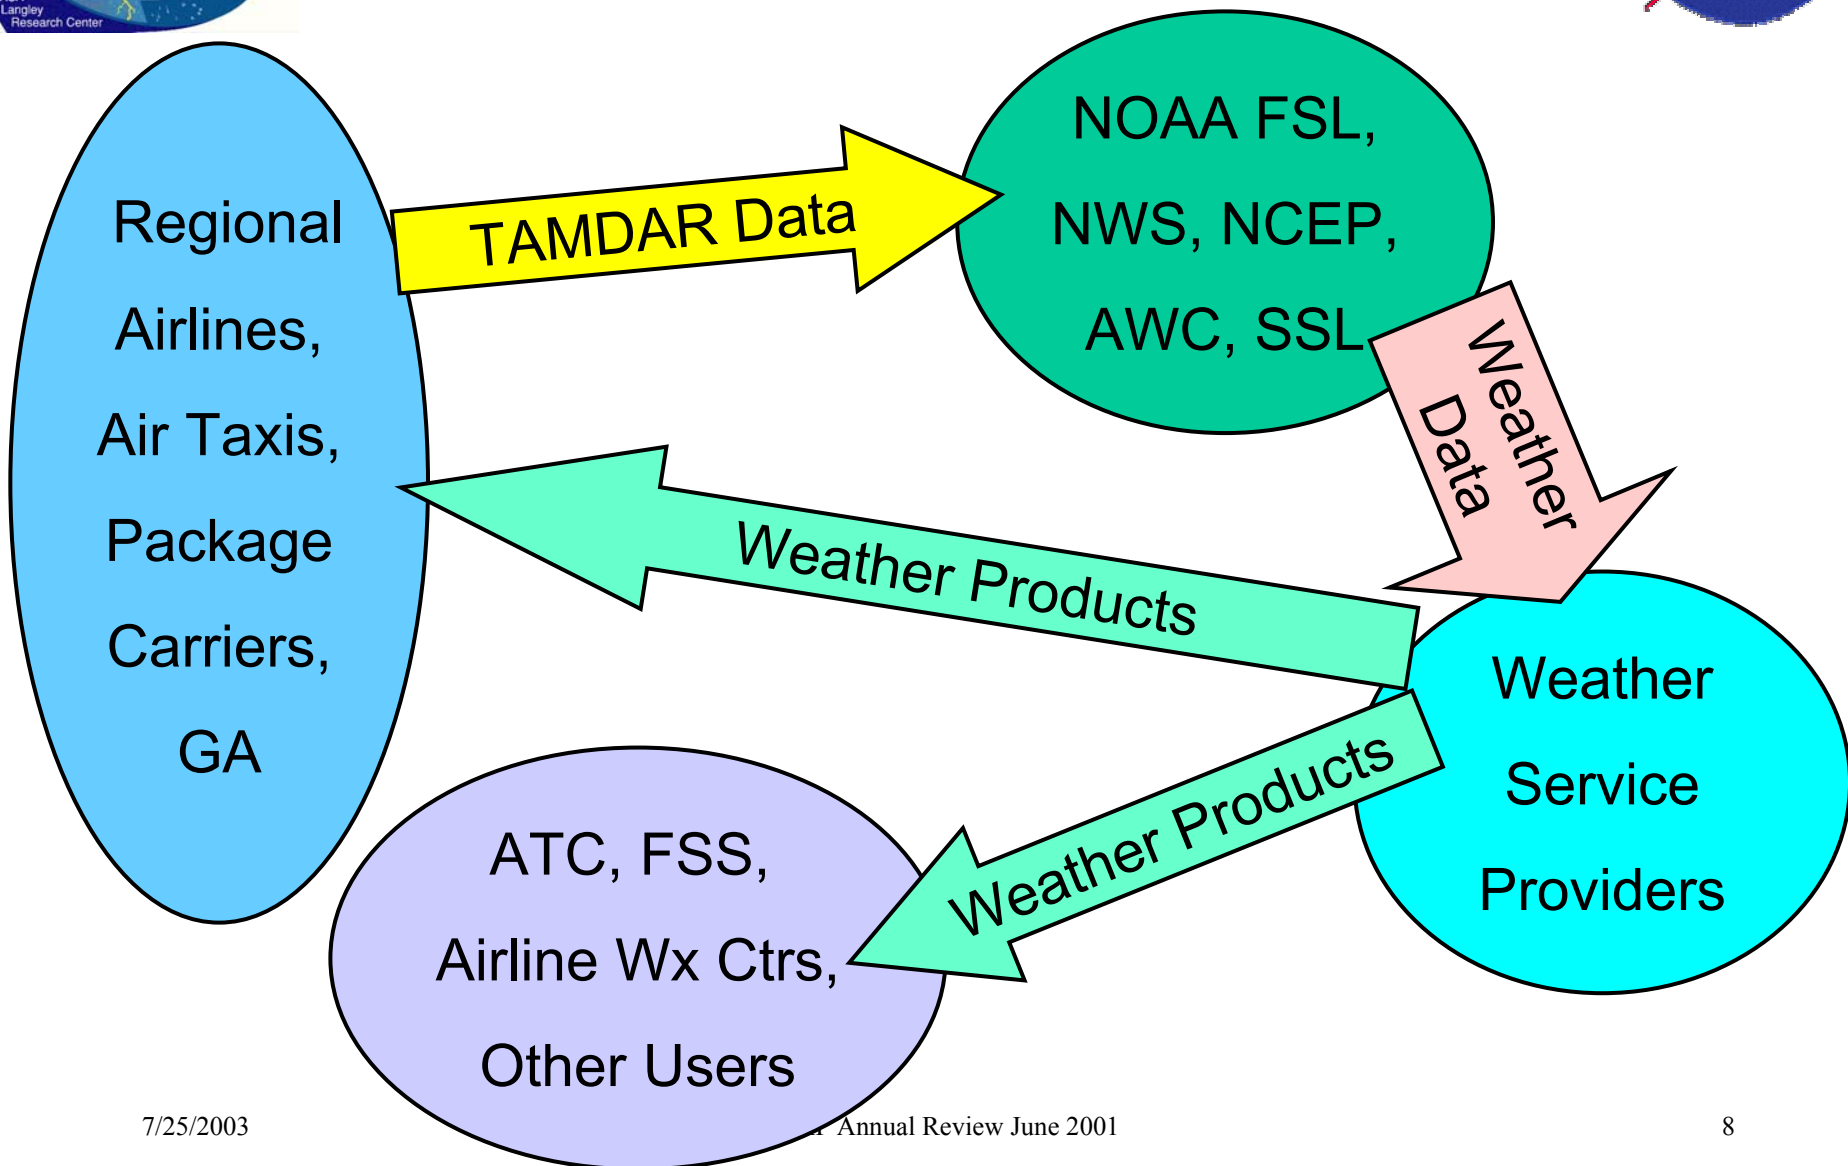 Langley
Research Center
Regional
Airlines,
Air Taxis,
Package
Carriers,
GA
TAMDAR Data
NOAA FSL,
NWS, NCEP,
AWC, SSL
Weather
Data
Weather Products
Weather
Service
Providers
Weather Products
ATC, FSS,
Airline Wx Ctrs,
Other Users
7/25/2003
Annual Review June 2001
8